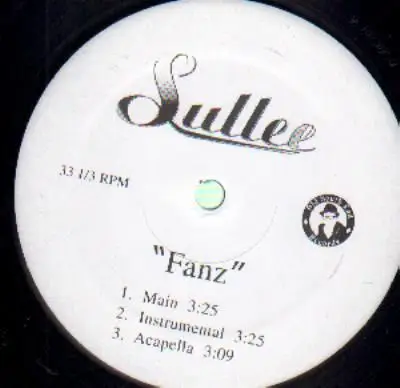 Sullee
33 1/3 RPM
"Fanz"
1. Main 3:25
2. Instrumental 3:25
3. Acapella 3:09